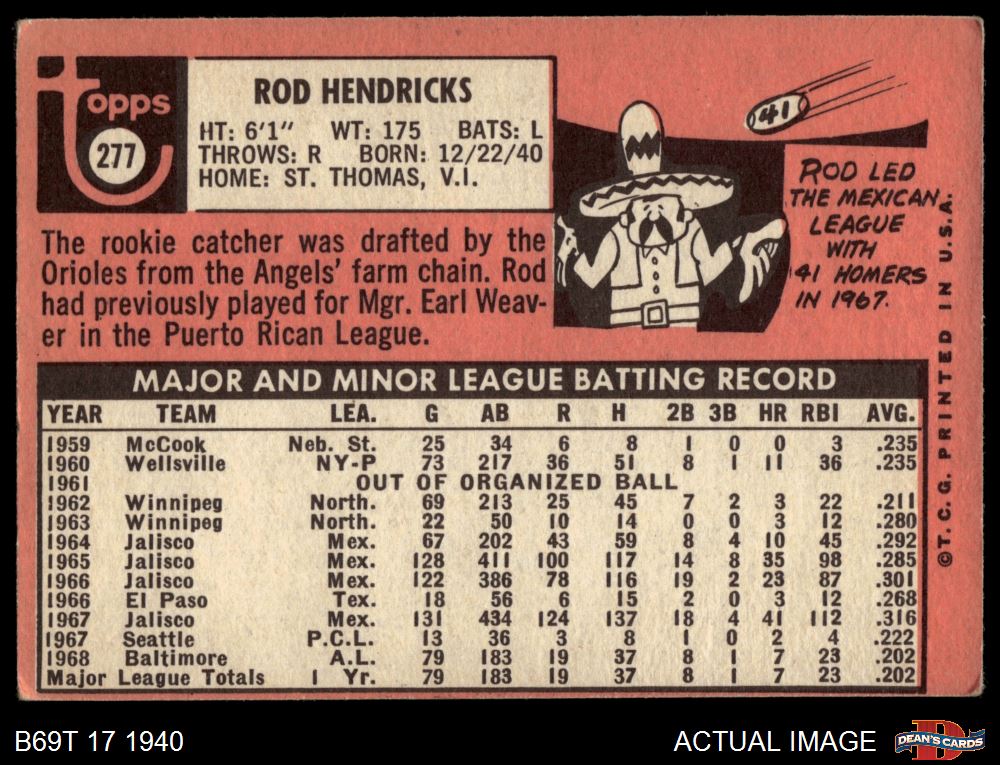 Topps
277
ROD HENDRICKS
HT: 6'1" WT: 175 BATS: L
THROWS: R BORN: 12/22/40
HOME: ST. THOMAS, V.I.
The rookie catcher was drafted by the
Orioles from the Angels' farm chain. Rod
had previously played for Mgr. Earl Weav-
er in the Puerto Rican League.
41
ROD LED
THE MEXICAN
LEAGUE
WITH
41 HOMERS
IN 1967.
©T. C. G. PRINTED IN U.S.A.
MAJOR AND MINOR LEAGUE BATTING RECORD
YEAR TEAM LEA. G AB R H 2B 3B HR RBI AVG.
1959 McCook Neb. St. 25 34 6 8 1 0 0 3 .235
1960 Wellsville NY-P 73 217 36 51 8 1 11 36 .235
1961 OUT OF ORGANIZED BALL
1962 Winnipeg North. 69 213 25 45 7 2 3 22 .211
1963 Winnipeg North. 22 50 10 14 0 0 3 12 .280
1964 Jalisco Mex. 67 202 43 59 8 4 10 45 .292
1965 Jalisco Mex. 128 411 100 117 14 8 35 98 .285
1966 Jalisco Mex. 122 386 78 116 19 2 23 87 .301
1966 El Paso Tex. 18 56 6 15 2 0 3 12 .268
1967 Jalisco Mex. 131 434 124 137 18 4 41 112 .316
1967 Seattle P.C.L. 13 36 3 8 1 0 2 4 .222
1968 Baltimore A.L. 79 183 19 37 8 1 7 23 .202
Major League Totals 1 Yr. 79 183 19 37 8 1 7 23 .202
B69T 17 1940
ACTUAL IMAGE
DEAN'S CARDS